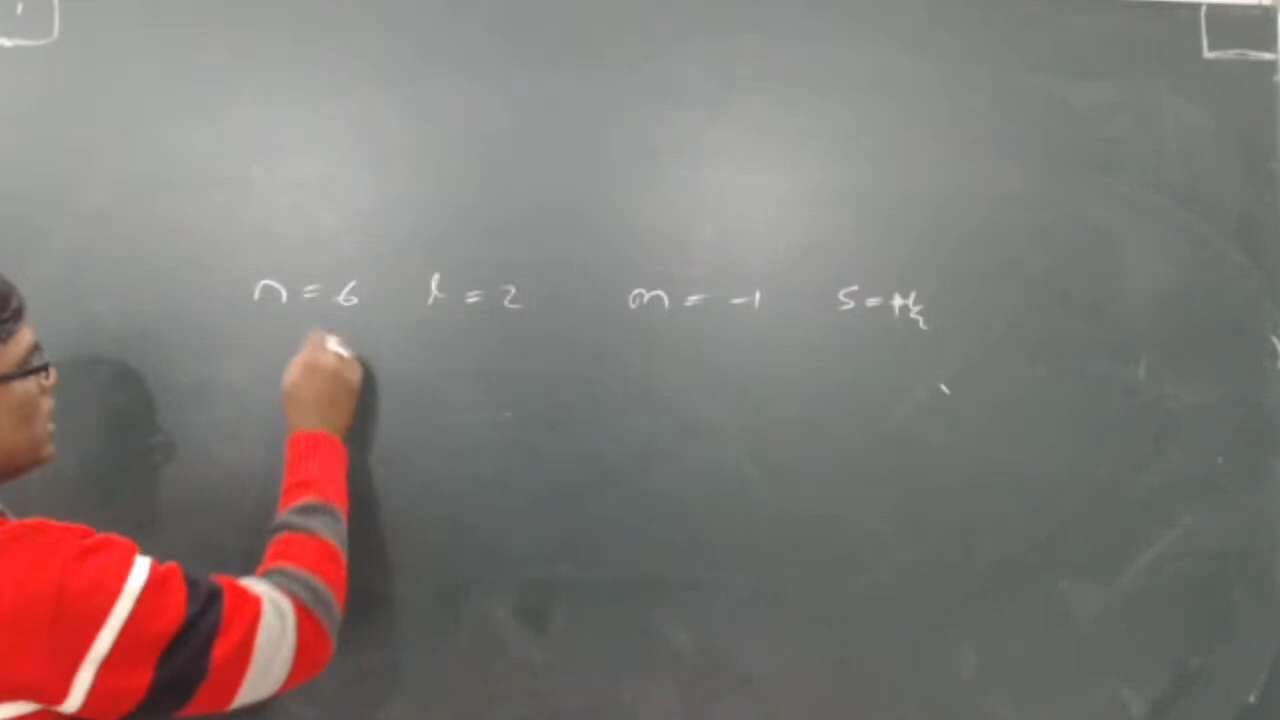 n = 6 l = 2 m = -1 s = +½